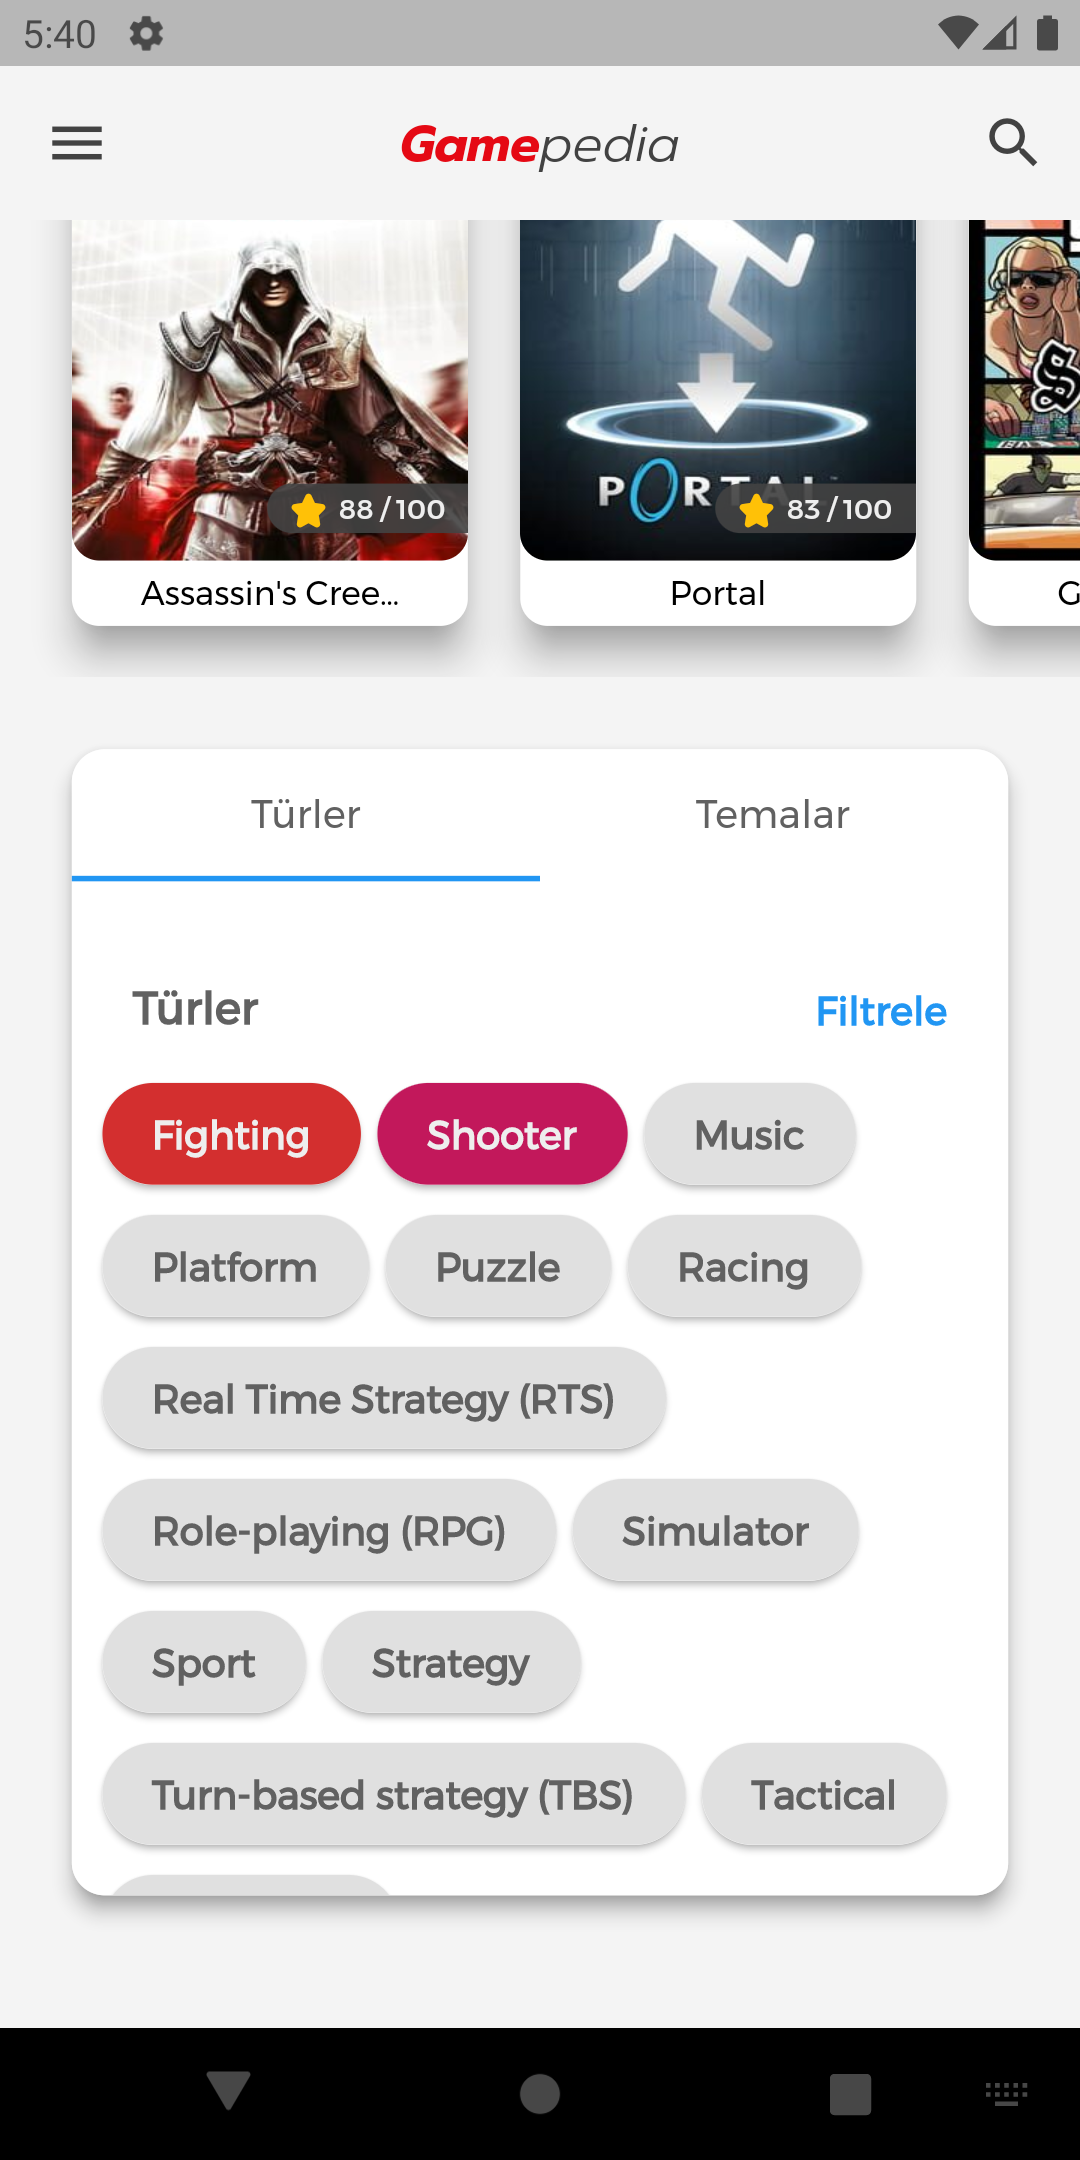 5:40
Gamepedia
88 / 100
83 / 100
PORTAL
S
Assassin's Cree...
Portal
G
Türler
Temalar
Türler
Filtrele
Fighting
Shooter
Music
Platform
Puzzle
Racing
Real Time Strategy (RTS)
Role-playing (RPG)
Simulator
Sport
Strategy
Turn-based strategy (TBS)
Tactical